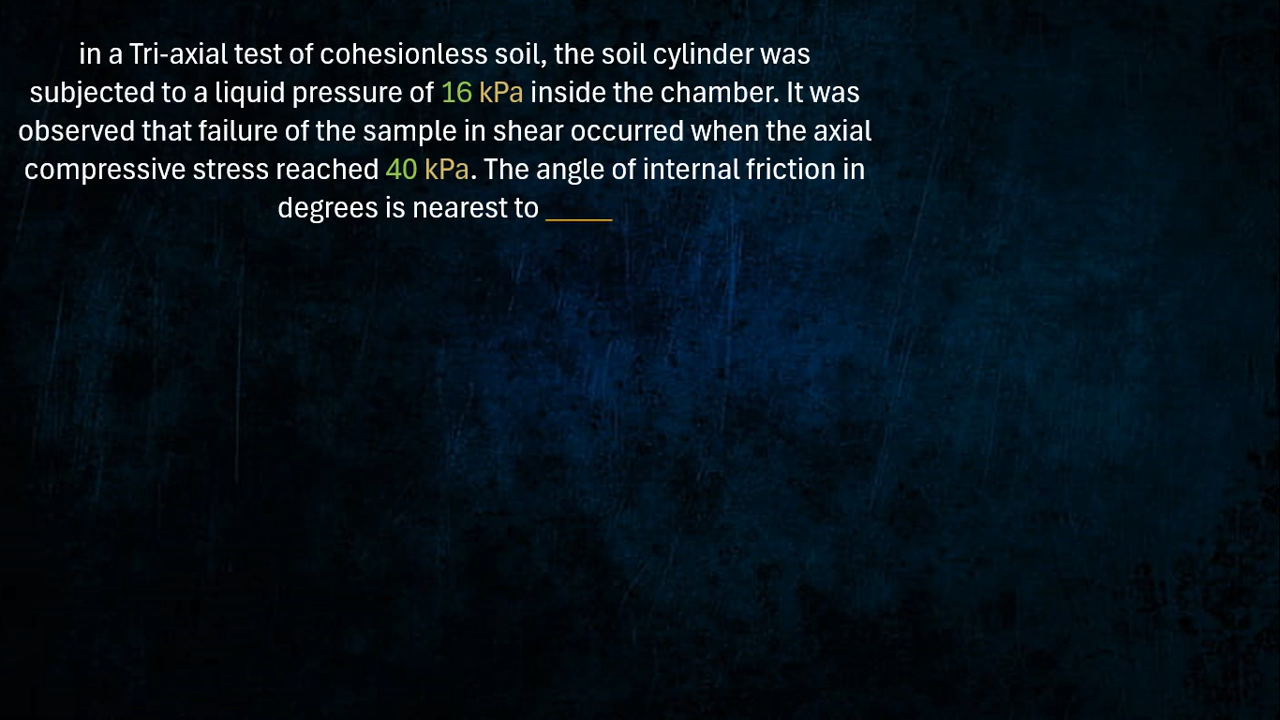 in a Tri-axial test of cohesionless soil, the soil cylinder was
subjected to a liquid pressure of 16 kPa inside the chamber. It was
observed that failure of the sample in shear occurred when the axial
compressive stress reached 40 kPa. The angle of internal friction in
degrees is nearest to _____